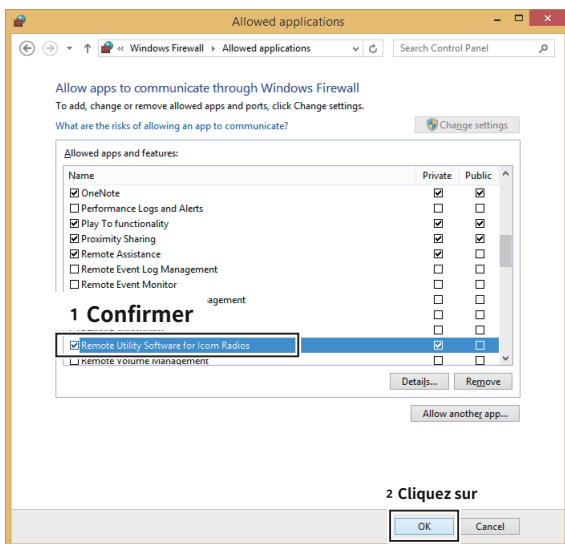 Allowed applications
« Windows Firewall › Allowed applications
Search Control Panel
Allow apps to communicate through Windows Firewall
To add, change or remove allowed apps and ports, click Change settings.
What are the risks of allowing an app to communicate?
Change settings
Allowed apps and features:
Name Private Public
OneNote
Performance Logs and Alerts
Play To functionality
Proximity Sharing
Remote Assistance
Remote Event Log Management
Remote Event Monitor
agement
1 Confirmer
Remote Utility Software for Icom Radios
Remote Volume Management
Details... Remove
Allow another app...
2 Cliquez sur
OK Cancel